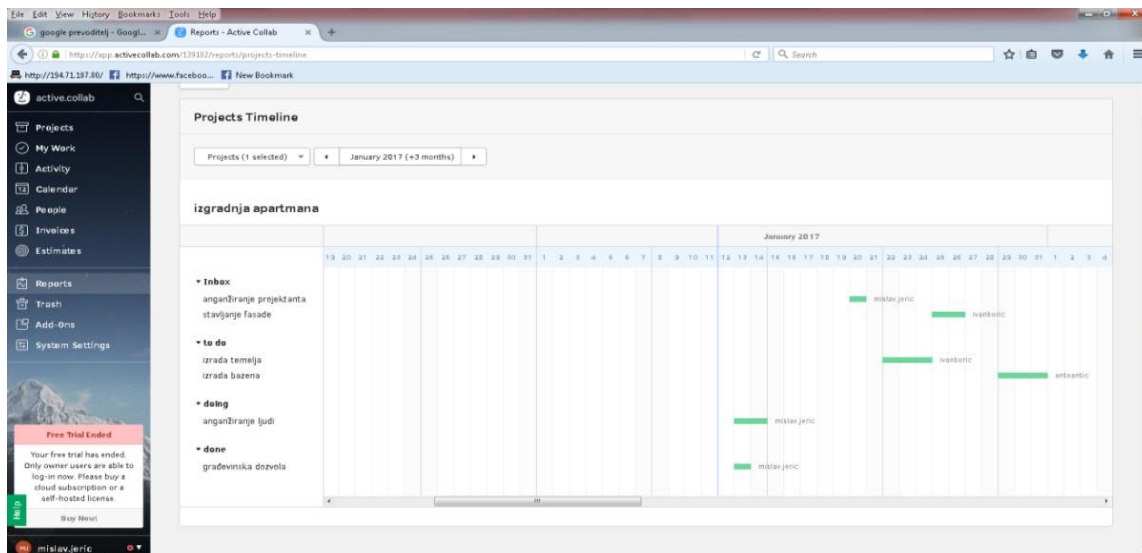 File Edit View History Bookmarks Tools Help
google prevoditelj - Googl... Reports - Active Collab
https://app.activecollab.com/139182/reports/projects-timeline Search
http://194.71.107.80/ https://www.faceboo... New Bookmark
active.collab
Projects
My Work
Activity
Calendar
People
Invoices
Estimates
Reports
Trash
Add-Ons
System Settings
Free Trial Ended
Your free trial has ended.
Only owner users are able to
log-in now. Please buy a
cloud subscription or a
self-hosted license.
Buy Now!
Help
mislav.jeric
Projects Timeline
Projects (1 selected) January 2017 (+3 months)
izgradnja apartmana
January 2017
19 20 21 22 23 24 25 26 27 28 29 30 31 1 2 3 4 5 6 7 8 9 10 11 12 13 14 15 16 17 18 19 20 21 22 23 24 25 26 27 28 29 30 31 1 2 3 4
Inbox
anganžiranje projektanta mislav.jeric
stavljanje fasade ivanboric
to do
izrada temelja ivanboric
izrada bazena anteantic
doing
anganžiranje ljudi mislav.jeric
done
građevinska dozvola mislav.jeric